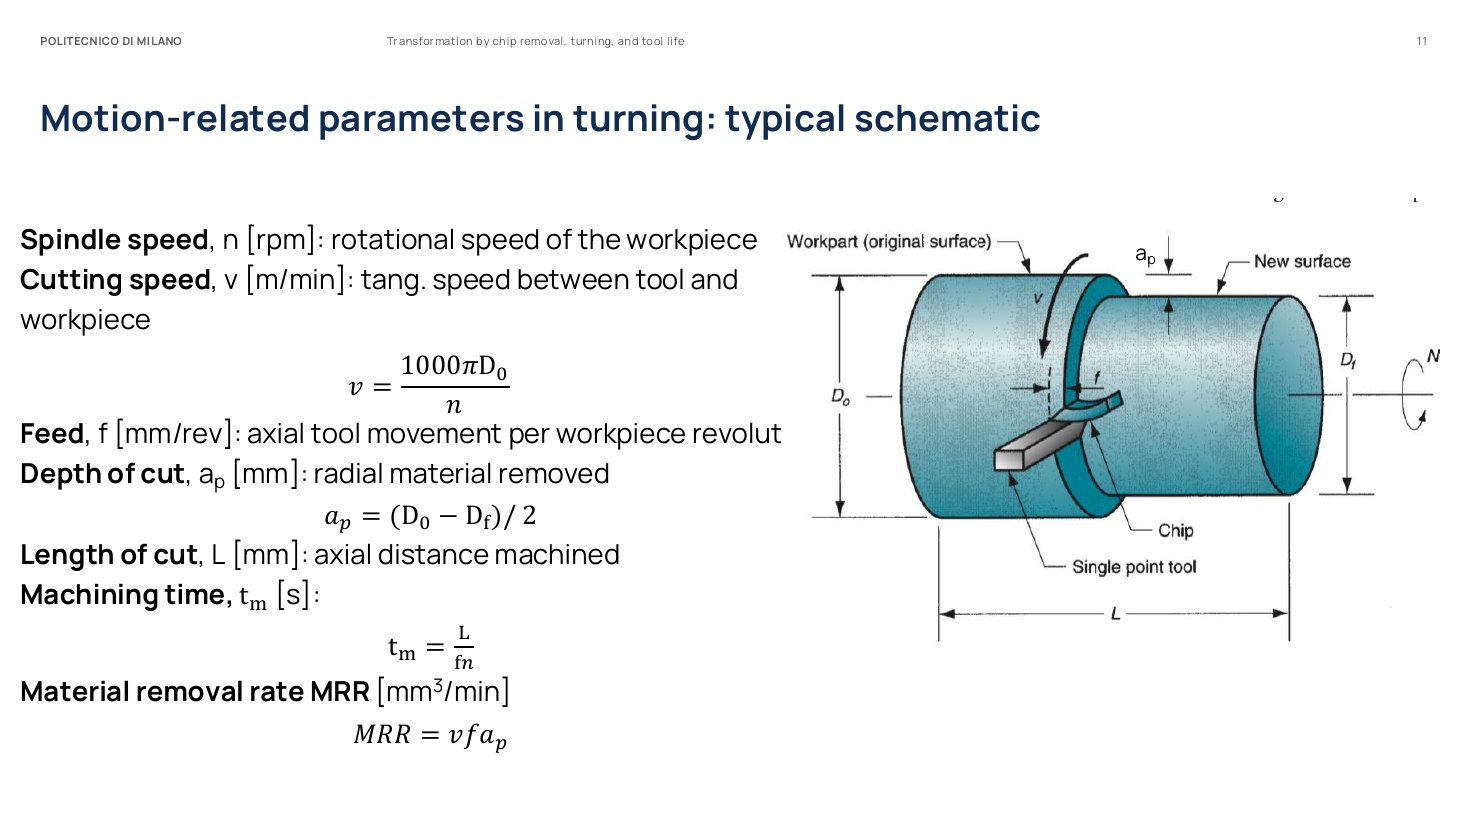 POLITECNICO DI MILANO
Transformation by chip removal, turning, and tool life
11
Motion-related parameters in turning: typical schematic
Spindle speed, n [rpm]: rotational speed of the workpiece
Cutting speed, v [m/min]: tang. speed between tool and
workpiece
v = 1000πD₀ / n
Feed, f [mm/rev]: axial tool movement per workpiece revolut
Depth of cut, aₚ [mm]: radial material removed
aₚ = (D₀ − D_f)/ 2
Length of cut, L [mm]: axial distance machined
Machining time, tₘ [s]:
tₘ = L / fn
Material removal rate MRR [mm³/min]
MRR = vfaₚ
Workpart (original surface)
aₚ
New surface
v
f
Dₒ
D_f
N
Chip
Single point tool
L